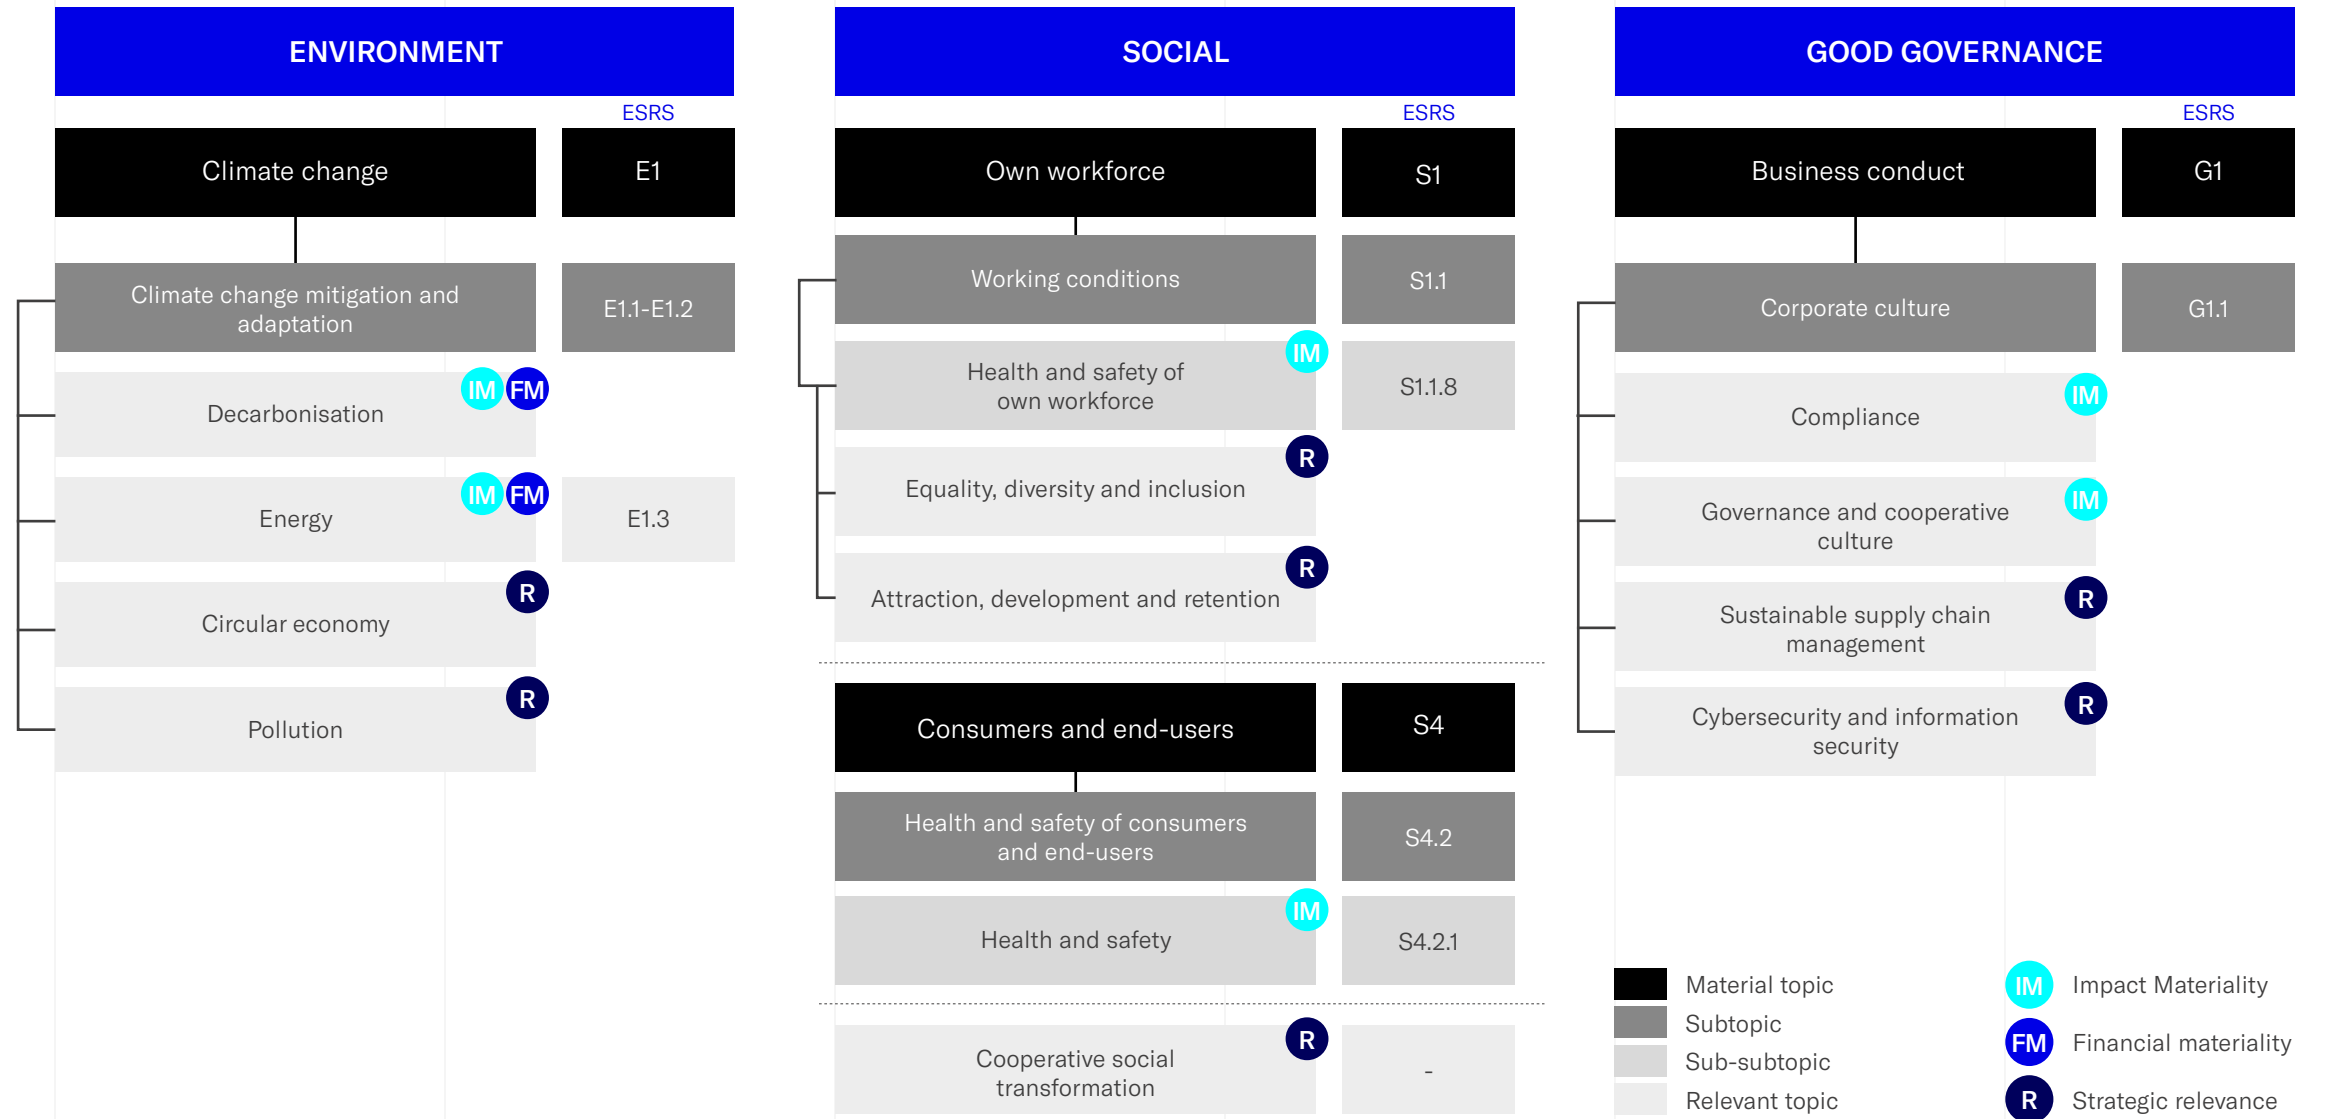 ENVIRONMENT
ESRS
Climate change
E1
Climate change mitigation and
adaptation
E1.1-E1.2
IM
FM
Decarbonisation
IM
FM
Energy
E1.3
R
Circular economy
R
Pollution
SOCIAL
ESRS
Own workforce
S1
Working conditions
S1.1
IM
Health and safety of
own workforce
S1.1.8
R
Equality, diversity and inclusion
R
Attraction, development and retention
Consumers and end-users
S4
Health and safety of consumers
and end-users
S4.2
IM
Health and safety
S4.2.1
R
Cooperative social
transformation
-
GOOD GOVERNANCE
ESRS
Business conduct
G1
Corporate culture
G1.1
IM
Compliance
IM
Governance and cooperative
culture
R
Sustainable supply chain
management
R
Cybersecurity and information
security
Material topic
Subtopic
Sub-subtopic
Relevant topic
IM Impact Materiality
FM Financial materiality
R Strategic relevance